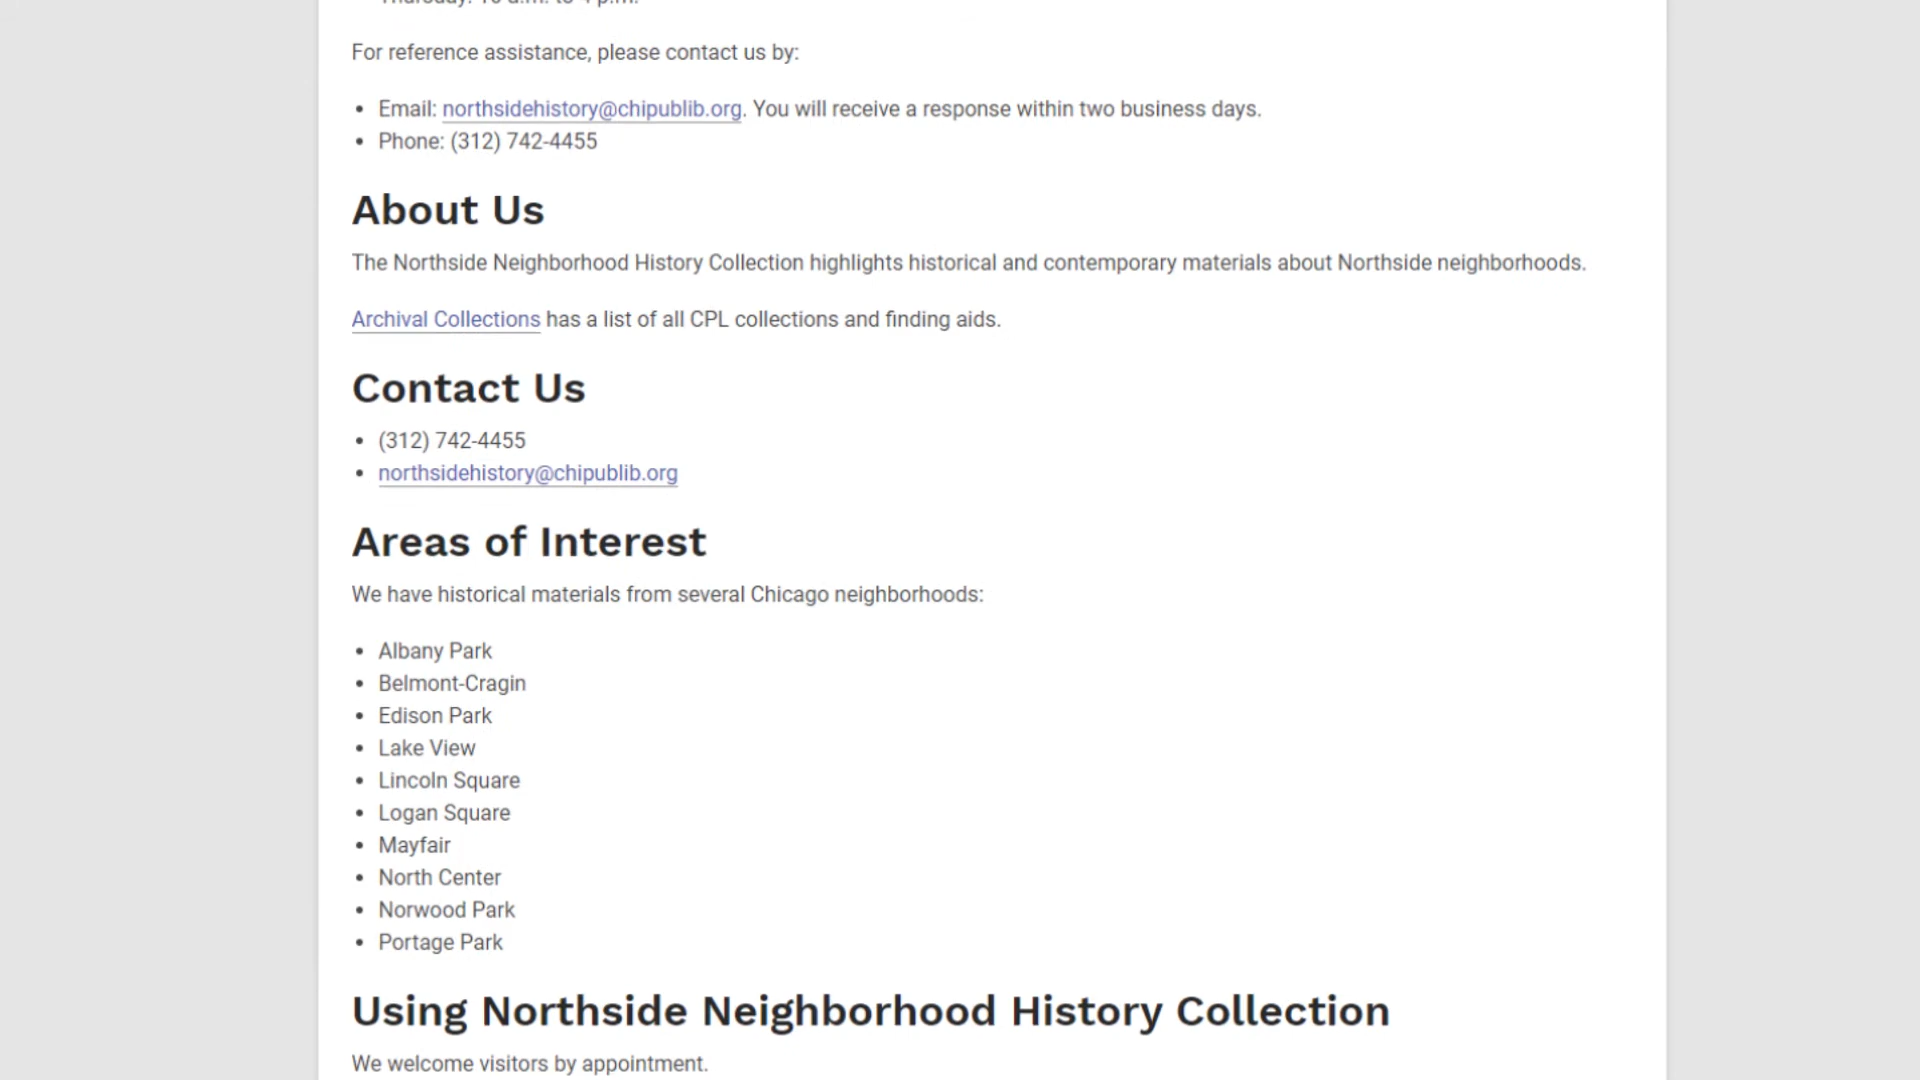 Thursday: 10 a.m. to 4 p.m.
For reference assistance, please contact us by:
• Email: northsidehistory@chipublib.org. You will receive a response within two business days.
• Phone: (312) 742-4455
About Us
The Northside Neighborhood History Collection highlights historical and contemporary materials about Northside neighborhoods.
Archival Collections has a list of all CPL collections and finding aids.
Contact Us
• (312) 742-4455
• northsidehistory@chipublib.org
Areas of Interest
We have historical materials from several Chicago neighborhoods:
• Albany Park
• Belmont-Cragin
• Edison Park
• Lake View
• Lincoln Square
• Logan Square
• Mayfair
• North Center
• Norwood Park
• Portage Park
Using Northside Neighborhood History Collection
We welcome visitors by appointment.